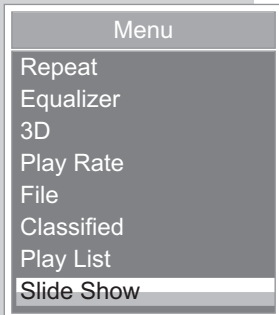 Menu
Repeat
Equalizer
3D
Play Rate
File
Classified
Play List
Slide Show